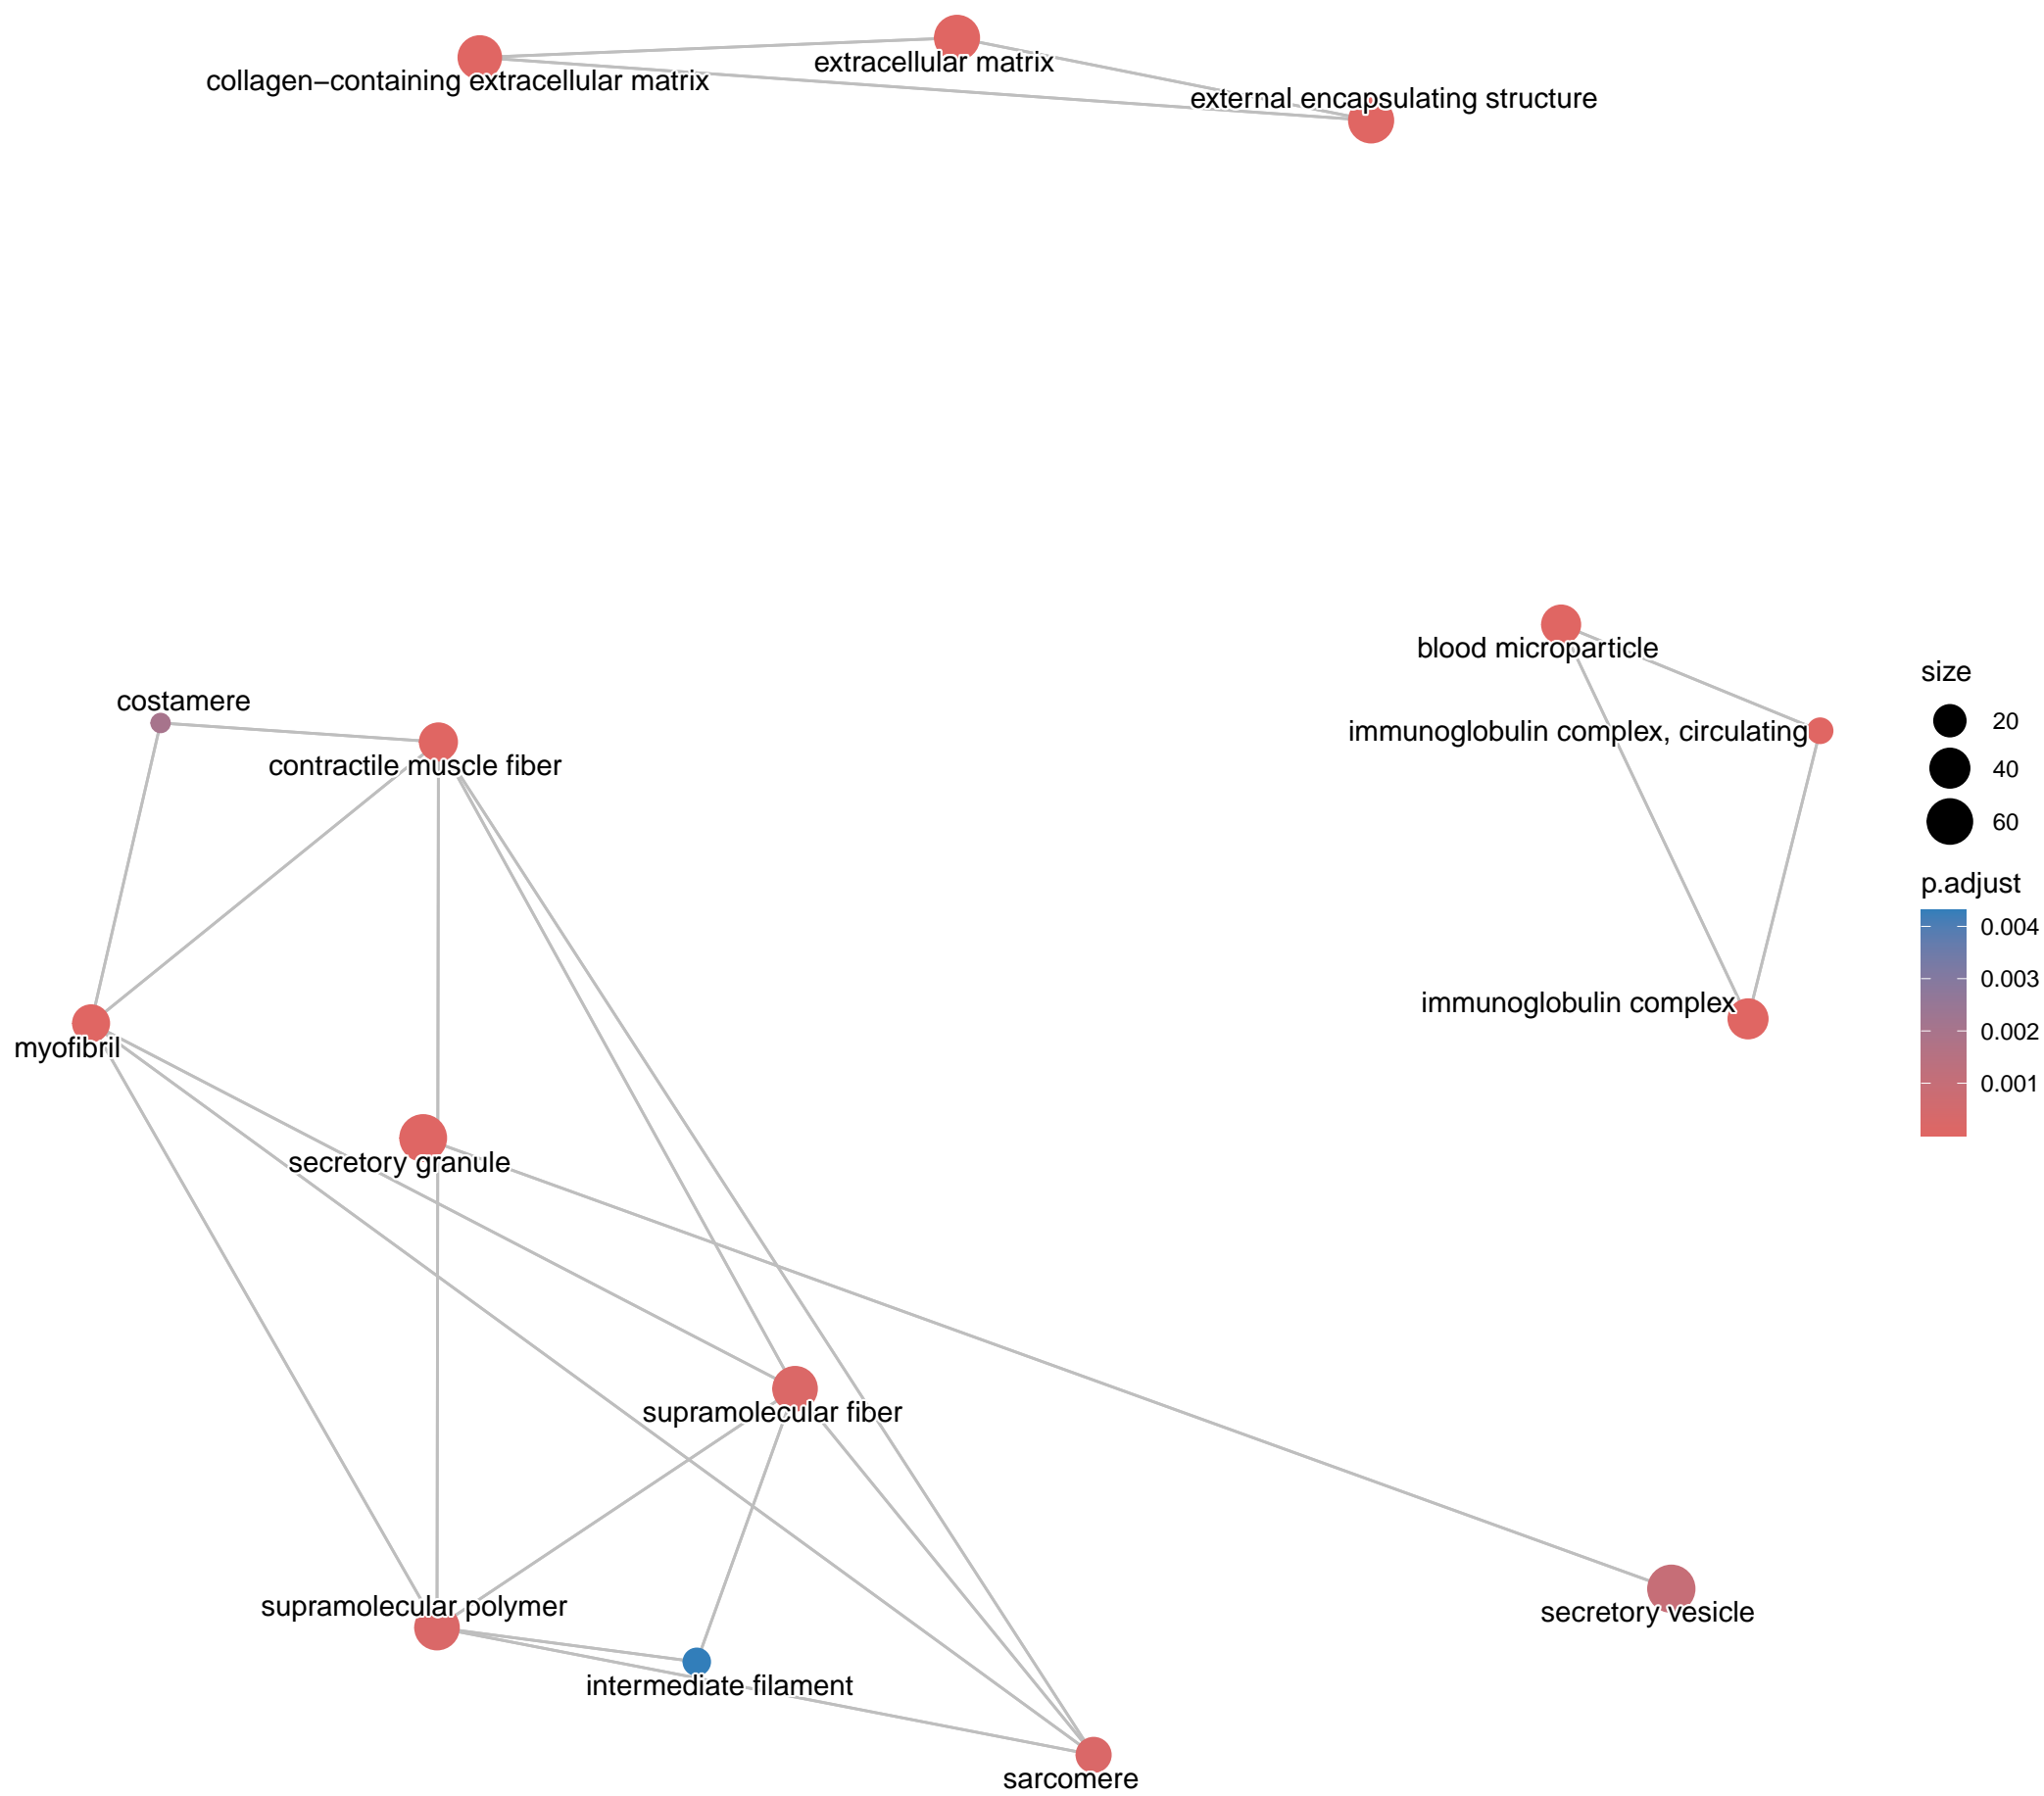 extracellular matrix
collagen−containing extracellular matrix
external encapsulating structure
blood microparticle
size
costamere
20
immunoglobulin complex, circulating
contractile muscle fiber
40
60
p.adjust
0.004
0.003
immunoglobulin complex
0.002
myofibril
0.001
secretory granule
supramolecular fiber
supramolecular polymer
secretory vesicle
intermediate filament
sarcomere